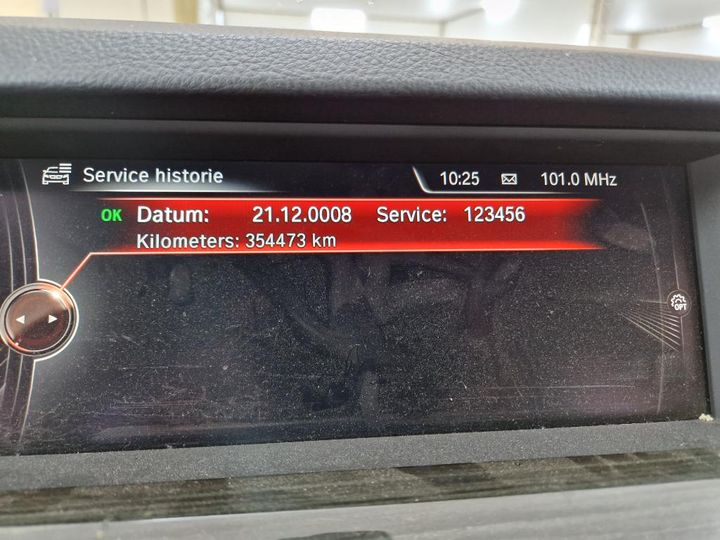 Service historie 10:25 101.0 MHz
OK Datum: 21.12.0008 Service: 123456
Kilometers: 354473 km
OPT